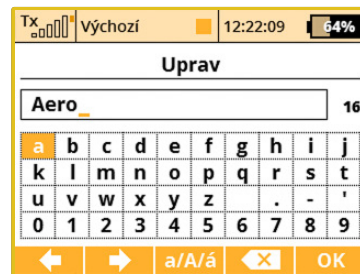 Tx Výchozí 12:22:09 64%
Uprav
Aero_ 16
a b c d e f g h i j
k l m n o p q r s t
u v w x y z . - '
0 1 2 3 4 5 6 7 8 9
a/A/á OK